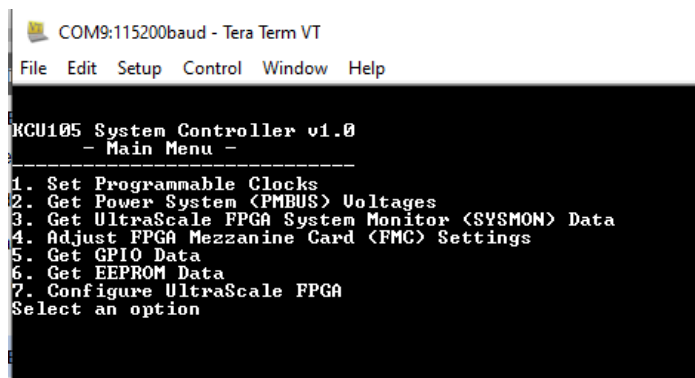 COM9:115200baud - Tera Term VT
File Edit Setup Control Window Help
KCU105 System Controller v1.0
- Main Menu -
--------------------------------
1. Set Programmable Clocks
2. Get Power System (PMBUS) Voltages
3. Get UltraScale FPGA System Monitor (SYSMON) Data
4. Adjust FPGA Mezzanine Card (FMC) Settings
5. Get GPIO Data
6. Get EEPROM Data
7. Configure UltraScale FPGA
Select an option